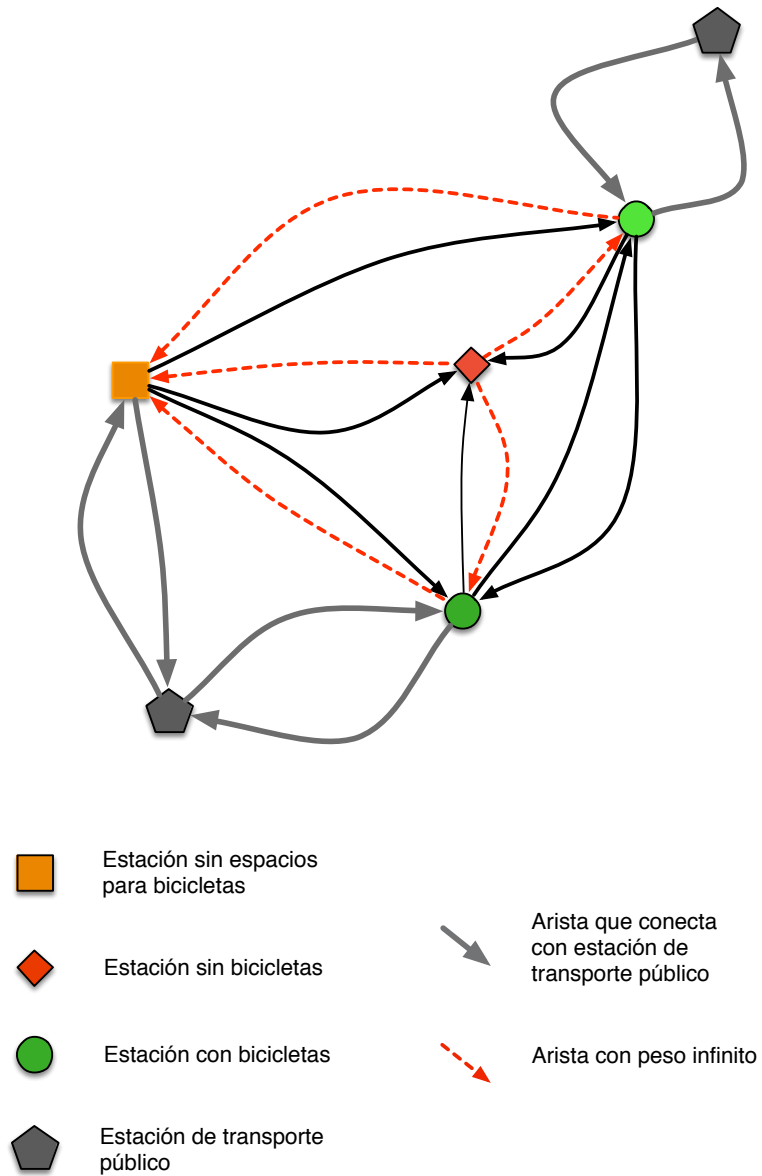 Estación sin espacios
para bicicletas
Arista que conecta
con estación de
transporte público
Estación sin bicicletas
Estación con bicicletas
Arista con peso infinito
Estación de transporte
público